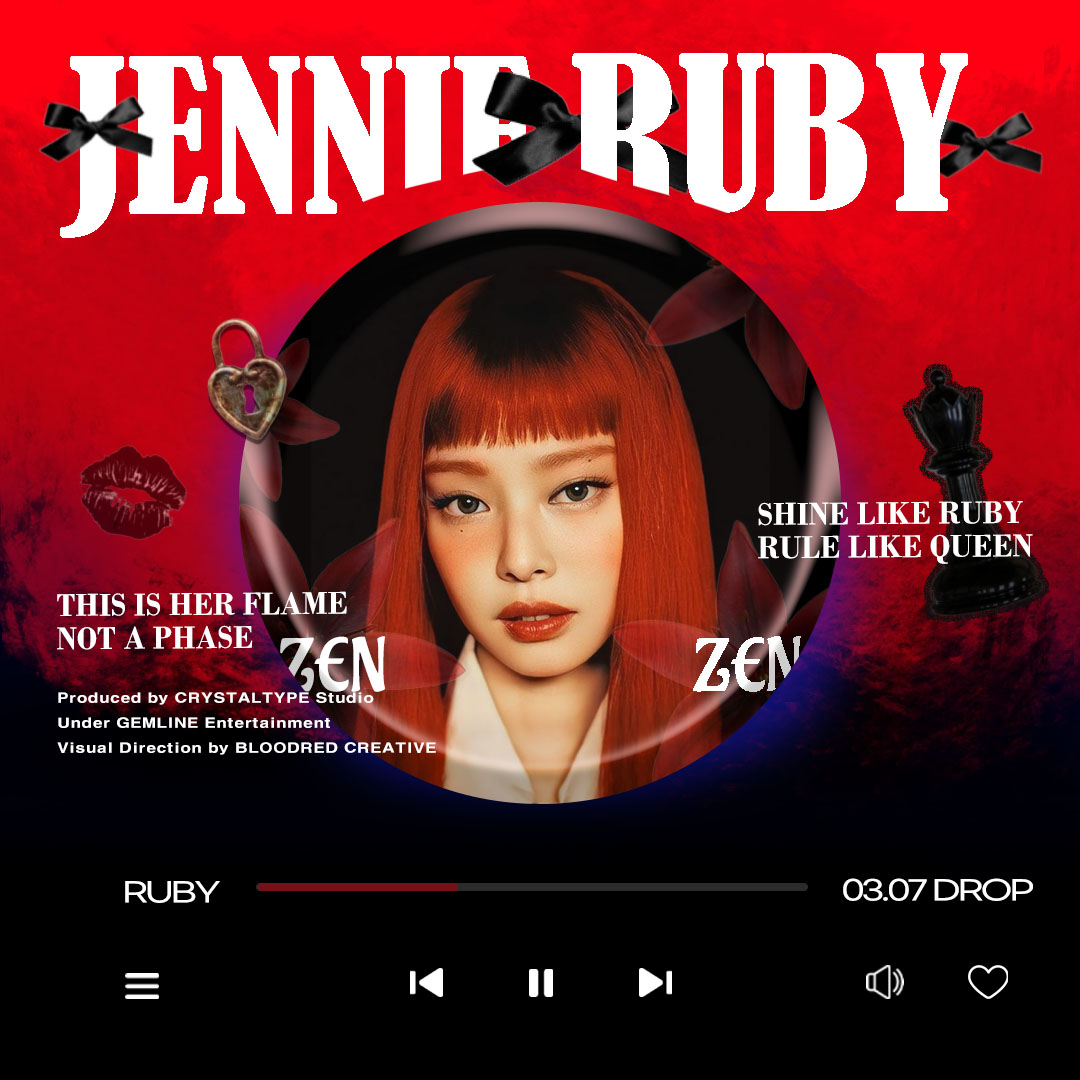 JENNIE RUBY
SHINE LIKE RUBY
RULE LIKE QUEEN
THIS IS HER FLAME
NOT A PHASE
ZEN
ZEN
Produced by CRYSTALTYPE Studio
Under GEMLINE Entertainment
Visual Direction by BLOODRED CREATIVE
RUBY
03.07 DROP